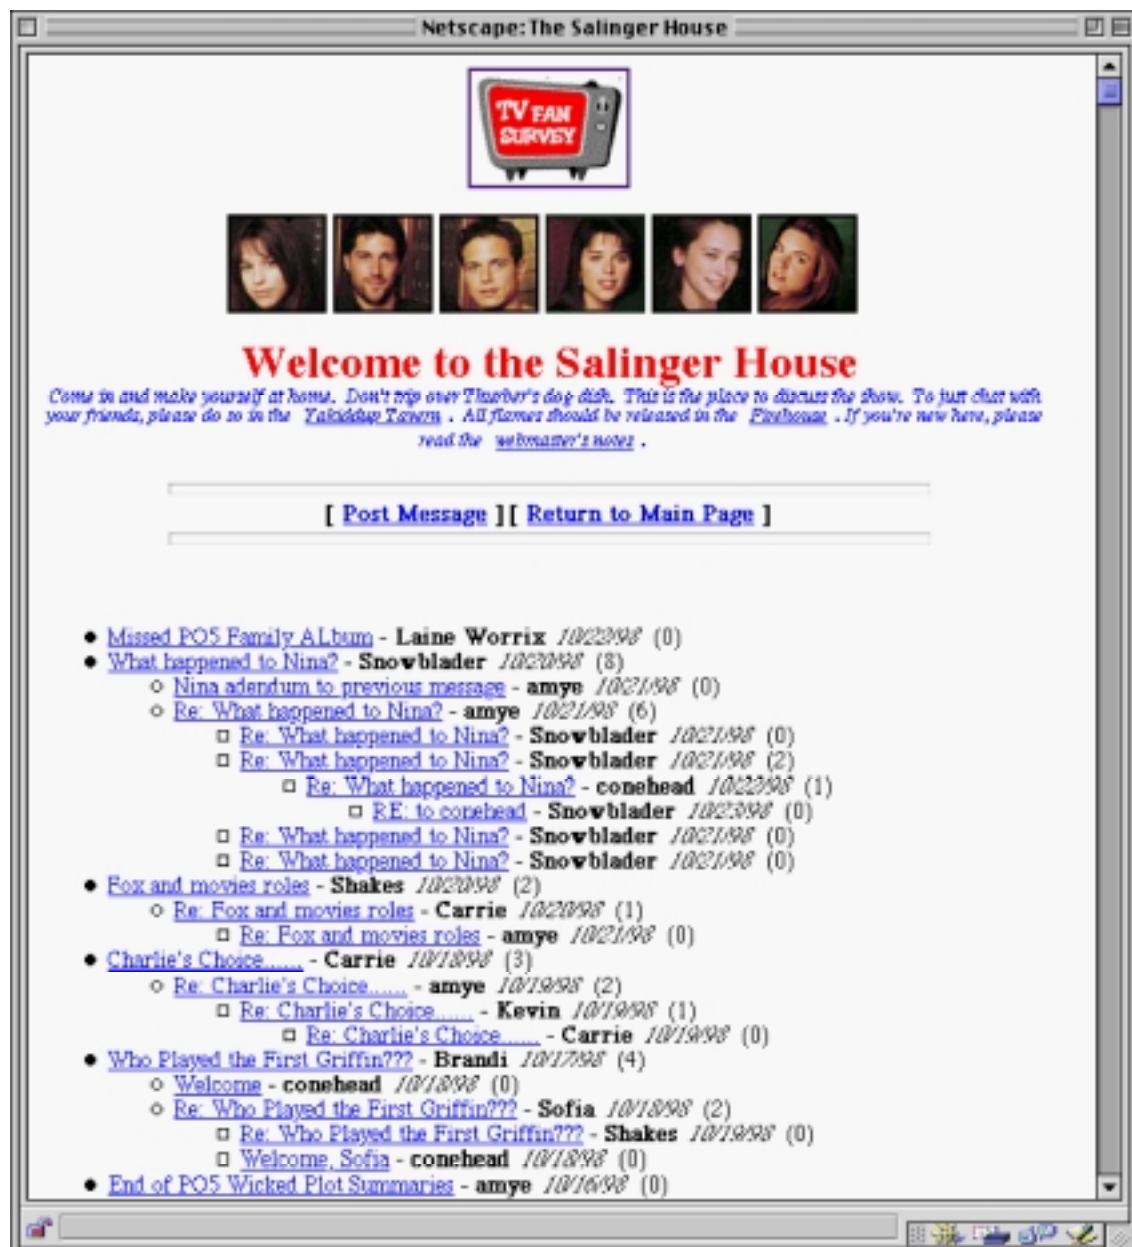 Netscape: The Salinger House
TV FAN
SURVEY
Welcome to the Salinger House
Come in and make yourself at home. Don't trip over Thurber's dog dish. This is the place to discuss the show. To just chat with
your friends, please do so in the Yakiddup Tavern . All flames should be released in the Firehouse . If you're new here, please
read the webmaster's notes .
[ Post Message ] [ Return to Main Page ]
• Missed PO5 Family ALbum - Laine Worrix 10/22/98 (0)
• What happened to Nina? - Snowblader 10/20/98 (8)
○ Nina adendum to previous message - amye 10/21/98 (0)
○ Re: What happened to Nina? - amye 10/21/98 (6)
□ Re: What happened to Nina? - Snowblader 10/21/98 (0)
□ Re: What happened to Nina? - Snowblader 10/21/98 (2)
□ Re: What happened to Nina? - conehead 10/22/98 (1)
□ RE: to conehead - Snowblader 10/23/98 (0)
□ Re: What happened to Nina? - Snowblader 10/21/98 (0)
□ Re: What happened to Nina? - Snowblader 10/21/98 (0)
• Fox and movies roles - Shakes 10/20/98 (2)
○ Re: Fox and movies roles - Carrie 10/20/98 (1)
□ Re: Fox and movies roles - amye 10/21/98 (0)
• Charlie's Choice...... - Carrie 10/18/98 (3)
○ Re: Charlie's Choice...... - amye 10/19/98 (2)
□ Re: Charlie's Choice...... - Kevin 10/19/98 (1)
□ Re: Charlie's Choice...... - Carrie 10/19/98 (0)
• Who Played the First Griffin??? - Brandi 10/17/98 (4)
○ Welcome - conehead 10/18/98 (0)
○ Re: Who Played the First Griffin??? - Sofia 10/18/98 (2)
□ Re: Who Played the First Griffin??? - Shakes 10/19/98 (0)
□ Welcome, Sofia - conehead 10/18/98 (0)
• End of PO5 Wicked Plot Summaries - amye 10/16/98 (0)